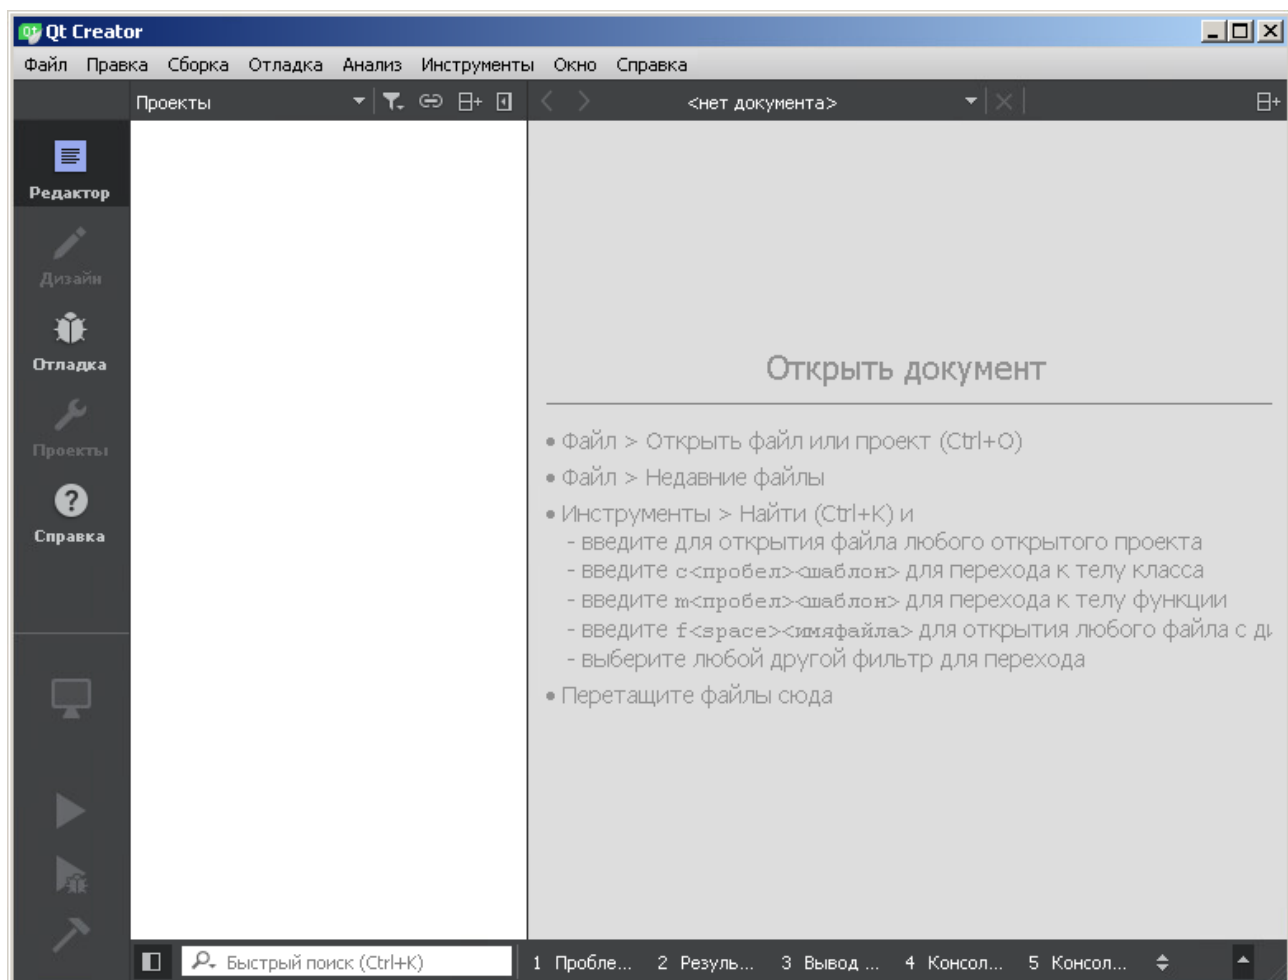 Qt Creator
Файл Правка Сборка Отладка Анализ Инструменты Окно Справка
Проекты
<нет документа>
Редактор
Дизайн
Отладка
Проекты
Справка
Открыть документ
• Файл > Открыть файл или проект (Ctrl+O)
• Файл > Недавние файлы
• Инструменты > Найти (Ctrl+K) и
- введите для открытия файла любого открытого проекта
- введите c<пробел><шаблон> для перехода к телу класса
- введите m<пробел><шаблон> для перехода к телу функции
- введите f<space><имяфайла> для открытия любого файла с ди
- выберите любой другой фильтр для перехода
• Перетащите файлы сюда
Быстрый поиск (Ctrl+K)
1 Пробле... 2 Резуль... 3 Вывод ... 4 Консол... 5 Консол...